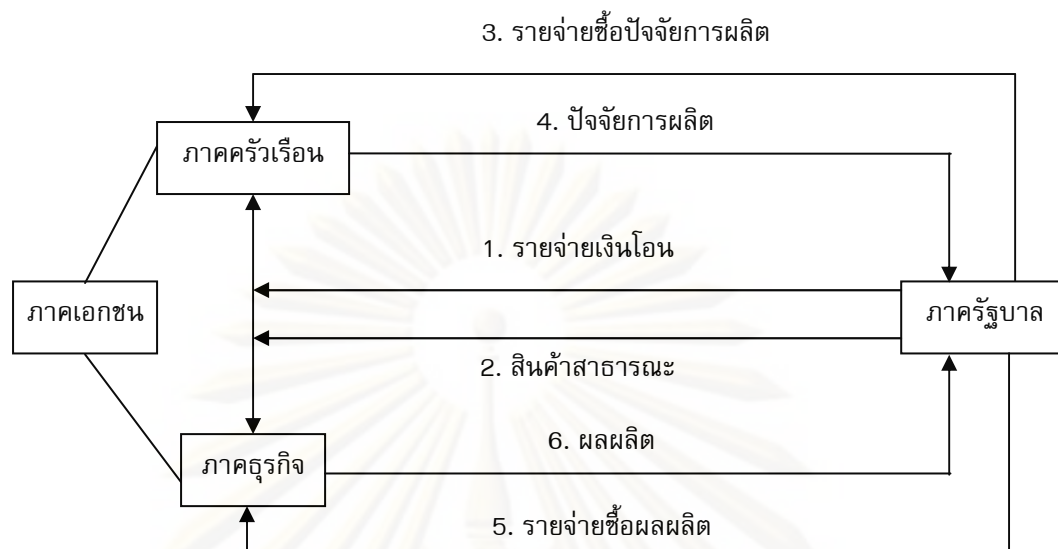 3. รายจ่ายซื้อปัจจัยการผลิต
4. ปัจจัยการผลิต
ภาคครัวเรือน
1. รายจ่ายเงินโอน
ภาคเอกชน
ภาครัฐบาล
2. สินค้าสาธารณะ
6. ผลผลิต
ภาคธุรกิจ
5. รายจ่ายซื้อผลผลิต